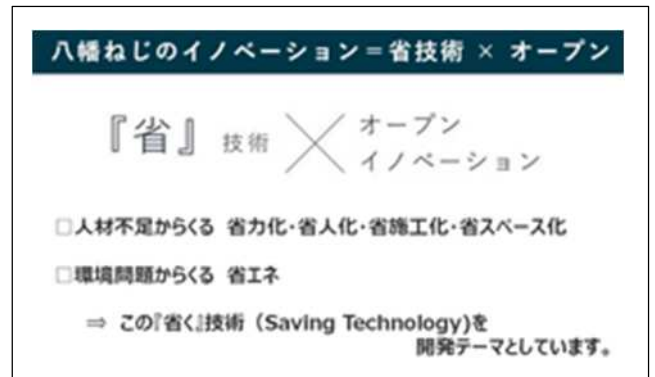 八幡ねじのイノベーション＝省技術 × オープン
『省』技術 × オープン
イノベーション
□人材不足からくる 省力化・省人化・省施工化・省スペース化
□環境問題からくる 省エネ
⇒ この『省く』技術（Saving Technology)を
開発テーマとしています。